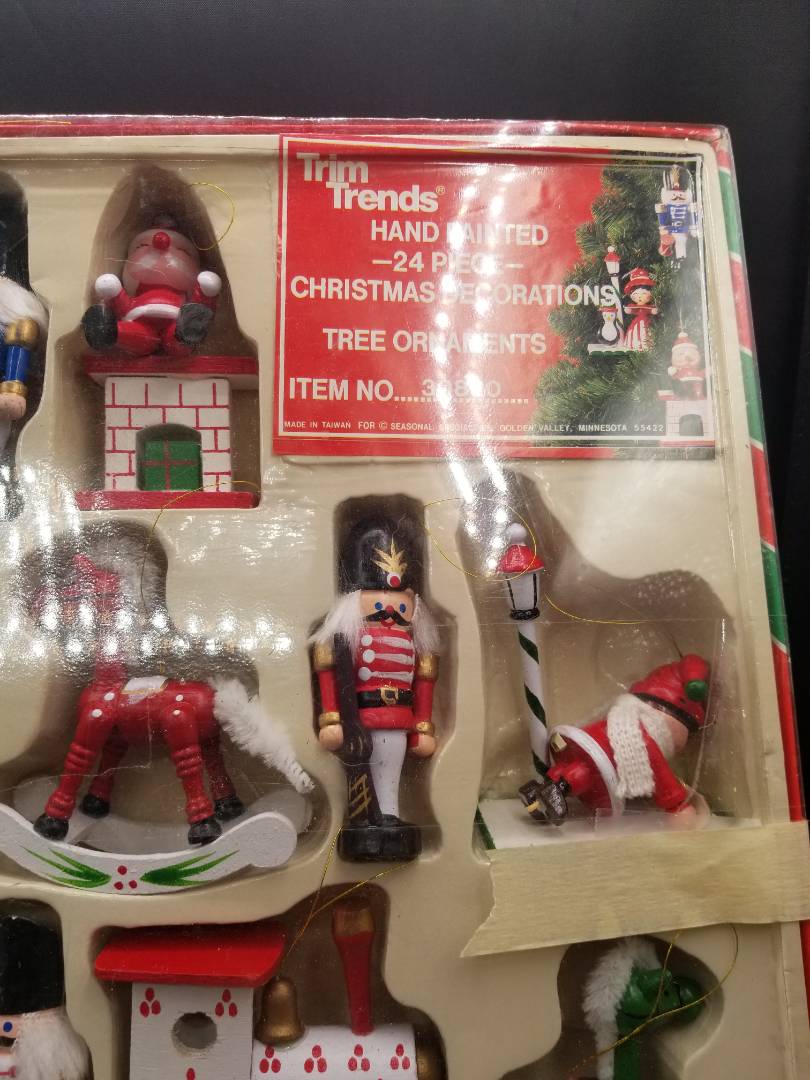 Trim
Trends®
HAND PAINTED
—24 PIECE—
CHRISTMAS DECORATIONS
TREE ORNAMENTS
ITEM NO.
MADE IN TAIWAN FOR © SEASONAL SPECIALTIES, GOLDEN VALLEY, MINNESOTA 55422